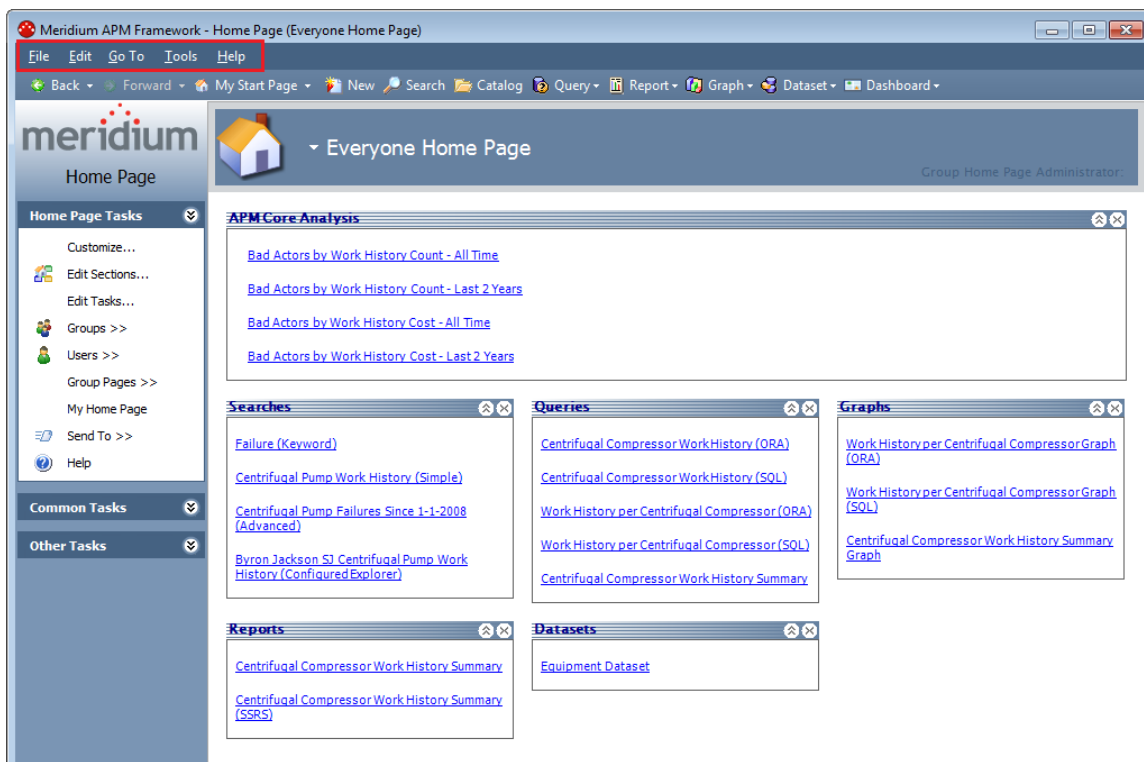 Meridium APM Framework - Home Page (Everyone Home Page)
File Edit Go To Tools Help
Back Forward My Start Page New Search Catalog Query Report Graph Dataset Dashboard
meridium
Home Page
Everyone Home Page
Group Home Page Administrator:
Home Page Tasks
Customize...
Edit Sections...
Edit Tasks...
Groups >>
Users >>
Group Pages >>
My Home Page
Send To >>
Help
Common Tasks
Other Tasks
APM Core Analysis
Bad Actors by Work History Count - All Time
Bad Actors by Work History Count - Last 2 Years
Bad Actors by Work History Cost - All Time
Bad Actors by Work History Cost - Last 2 Years
Searches
Failure (Keyword)
Centrifugal Pump Work History (Simple)
Centrifugal Pump Failures Since 1-1-2008
(Advanced)
Byron Jackson SJ Centrifugal Pump Work
History (Configured Explorer)
Queries
Centrifugal Compressor Work History (ORA)
Centrifugal Compressor Work History (SQL)
Work History per Centrifugal Compressor (ORA)
Work History per Centrifugal Compressor (SQL)
Centrifugal Compressor Work History Summary
Graphs
Work History per Centrifugal Compressor Graph
(ORA)
Work History per Centrifugal Compressor Graph
(SQL)
Centrifugal Compressor Work History Summary
Graph
Reports
Centrifugal Compressor Work History Summary
Centrifugal Compressor Work History Summary
(SSRS)
Datasets
Equipment Dataset